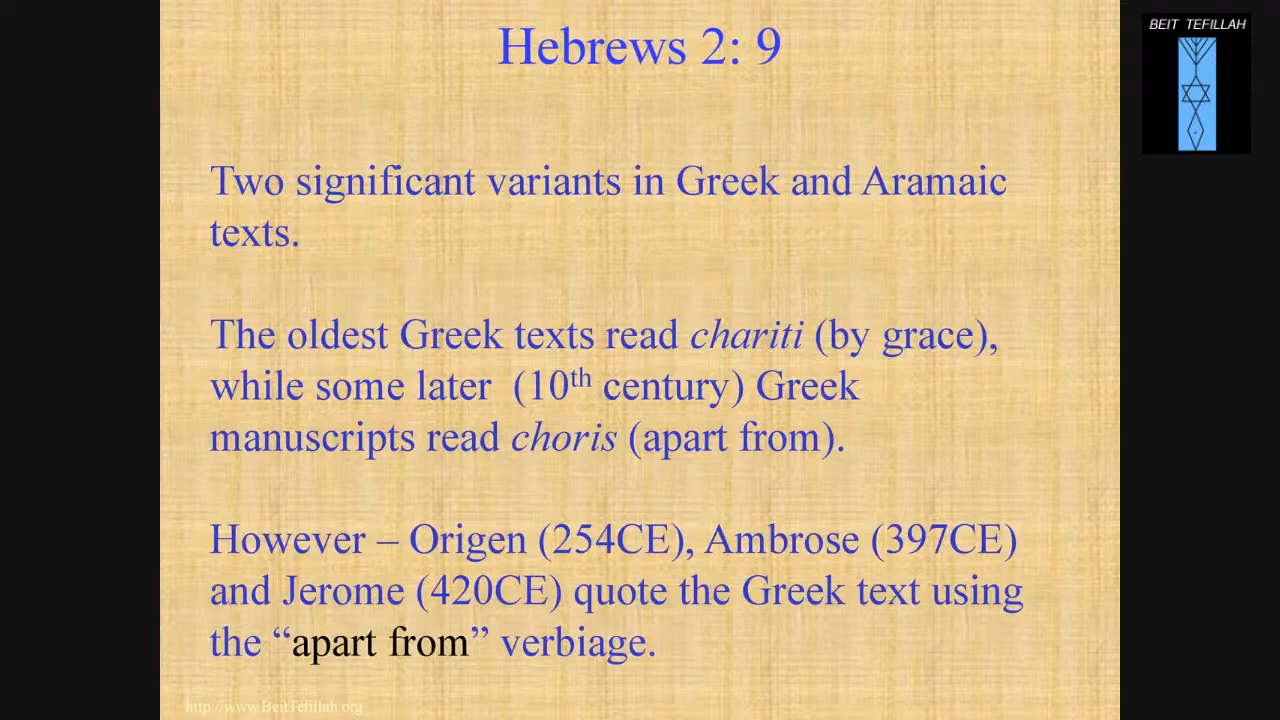 Hebrews 2: 9
BEIT TEFILLAH
Two significant variants in Greek and Aramaic
texts.
The oldest Greek texts read chariti (by grace),
while some later (10th century) Greek
manuscripts read choris (apart from).
However – Origen (254CE), Ambrose (397CE)
and Jerome (420CE) quote the Greek text using
the “apart from” verbiage.
http://www.BeitTefillah.org